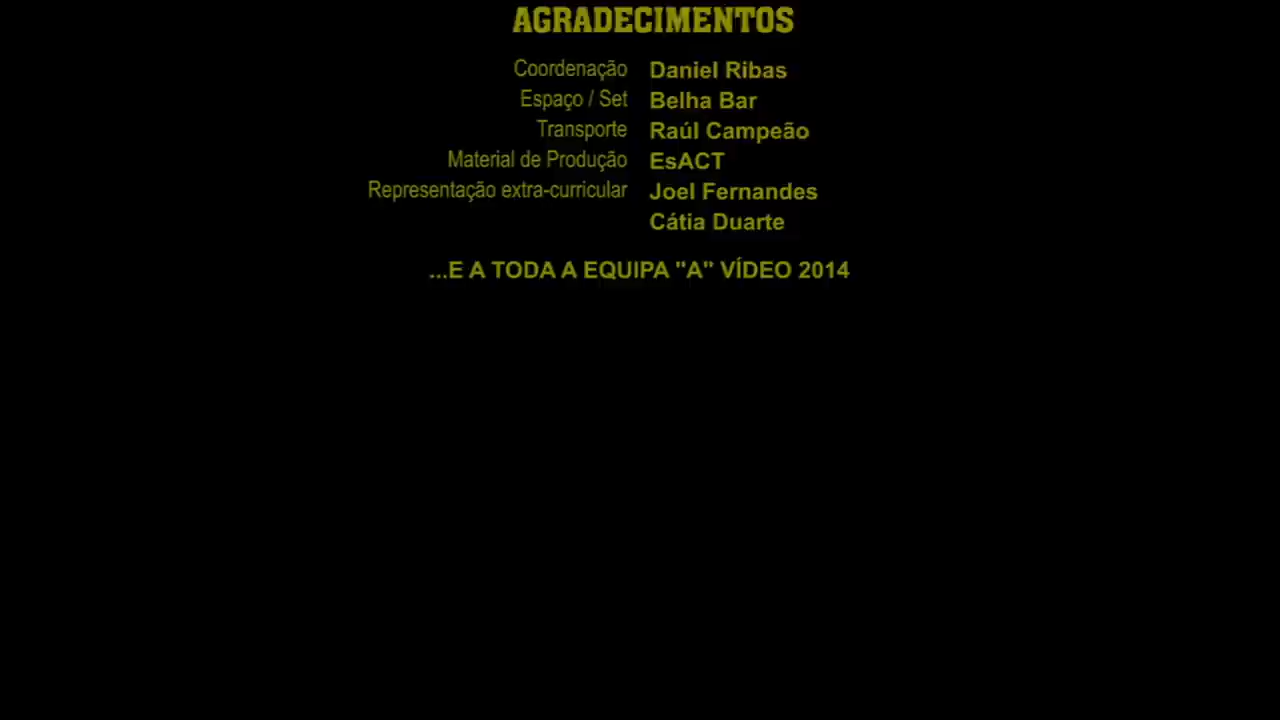 AGRADECIMENTOS
Coordenação Daniel Ribas
Espaço / Set Belha Bar
Transporte Raúl Campeão
Material de Produção EsACT
Representação extra-curricular Joel Fernandes
Cátia Duarte
...E A TODA A EQUIPA "A" VÍDEO 2014